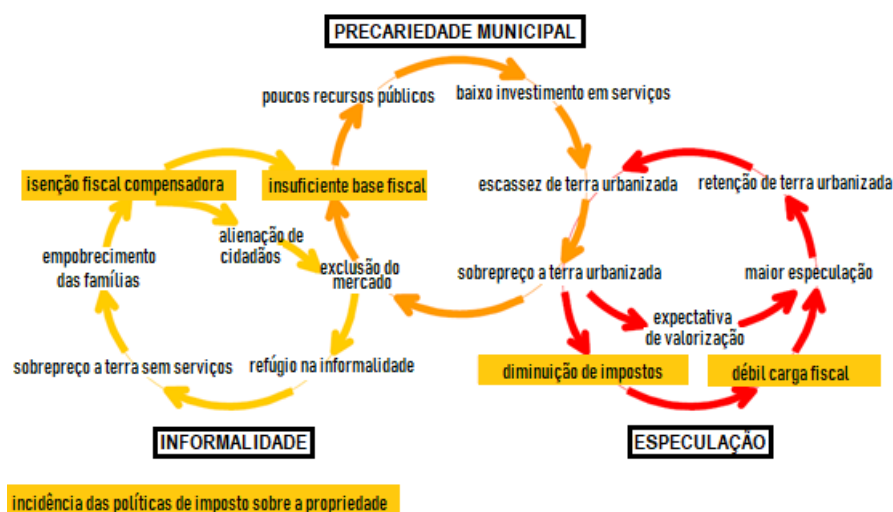 PRECARIEDADE MUNICIPAL
poucos recursos públicos
baixo investimento em serviços
isenção fiscal compensadora
insuficiente base fiscal
escassez de terra urbanizada
retenção de terra urbanizada
alienação de
cidadãos
empobrecimento
das famílias
exclusão do
mercado
sobrepreço a terra urbanizada
maior especulação
expectativa
de valorização
sobrepreço a terra sem serviços
refúgio na informalidade
diminuição de impostos
débil carga fiscal
INFORMALIDADE
ESPECULAÇÃO
incidência das políticas de imposto sobre a propriedade